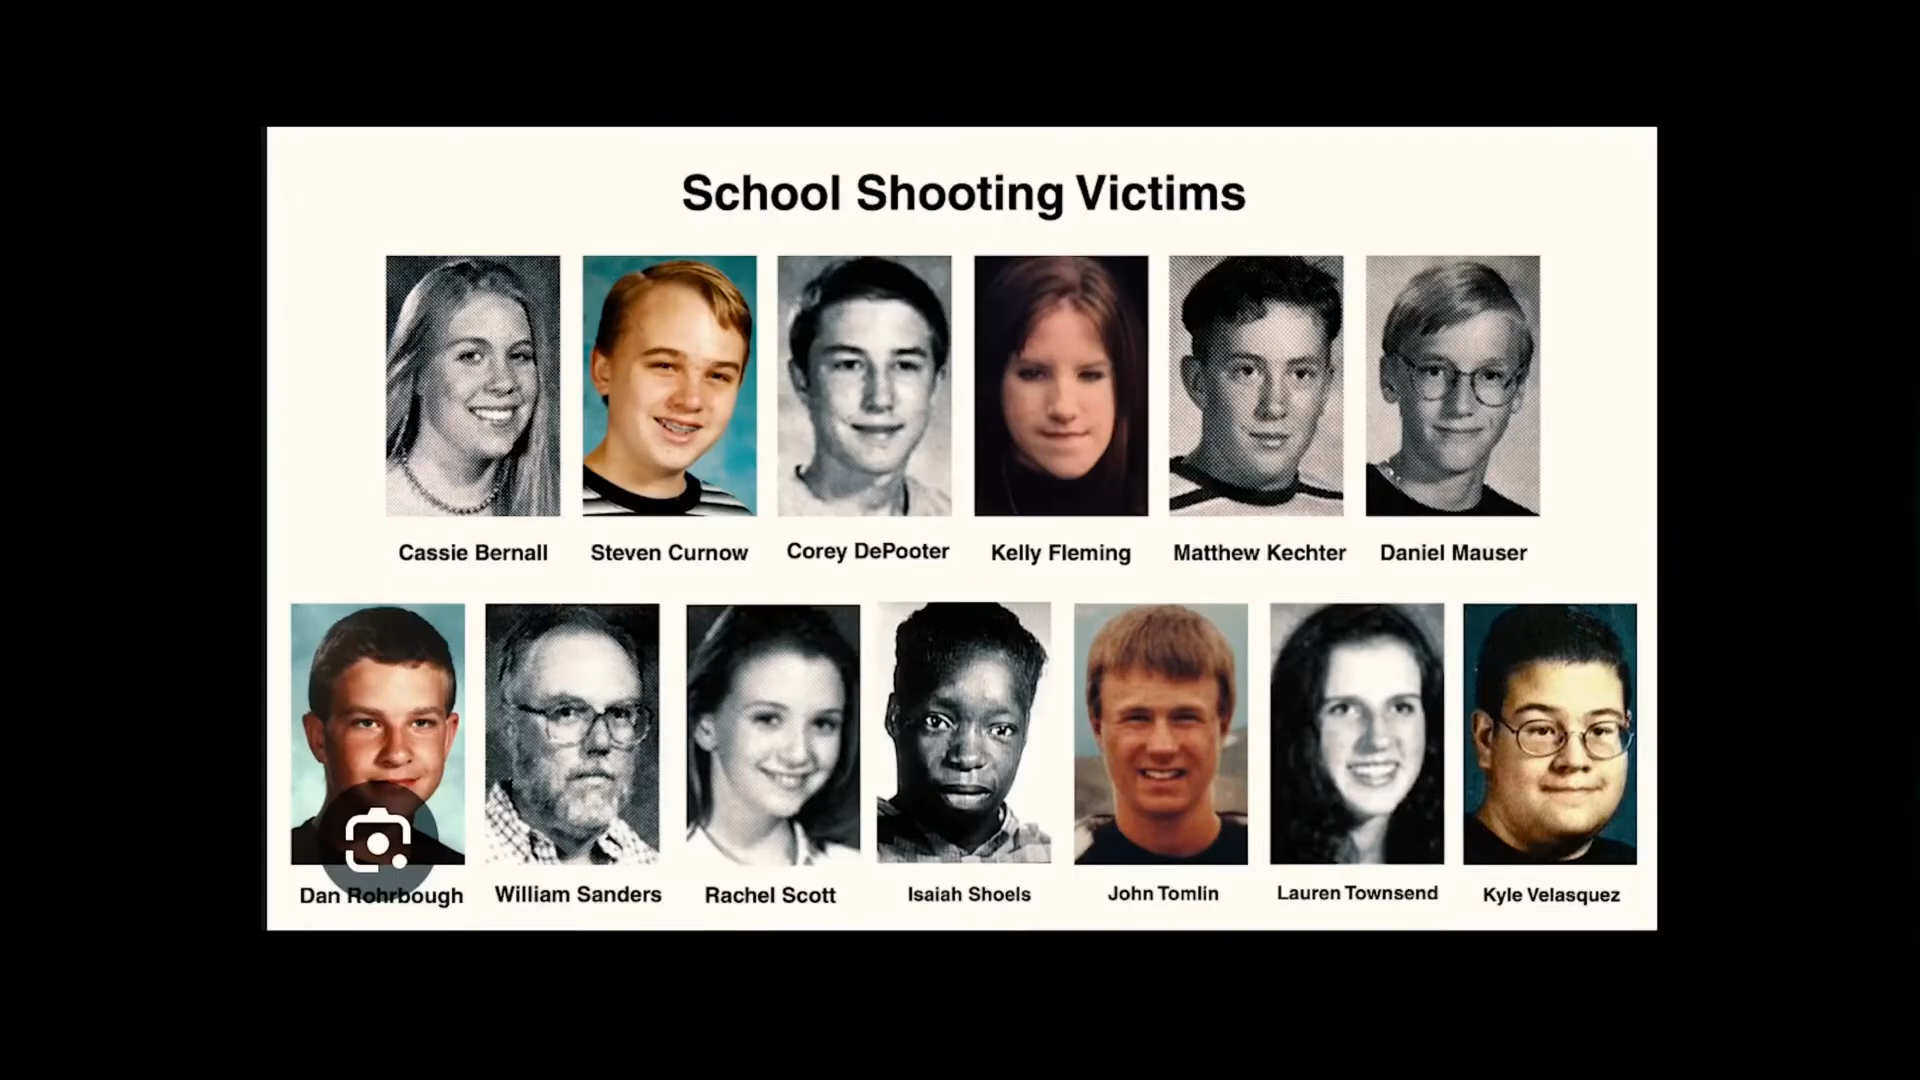 School Shooting Victims
Cassie Bernall Steven Curnow Corey DePooter Kelly Fleming Matthew Kechter Daniel Mauser
Dan Rohrbough William Sanders Rachel Scott Isaiah Shoels John Tomlin Lauren Townsend Kyle Velasquez